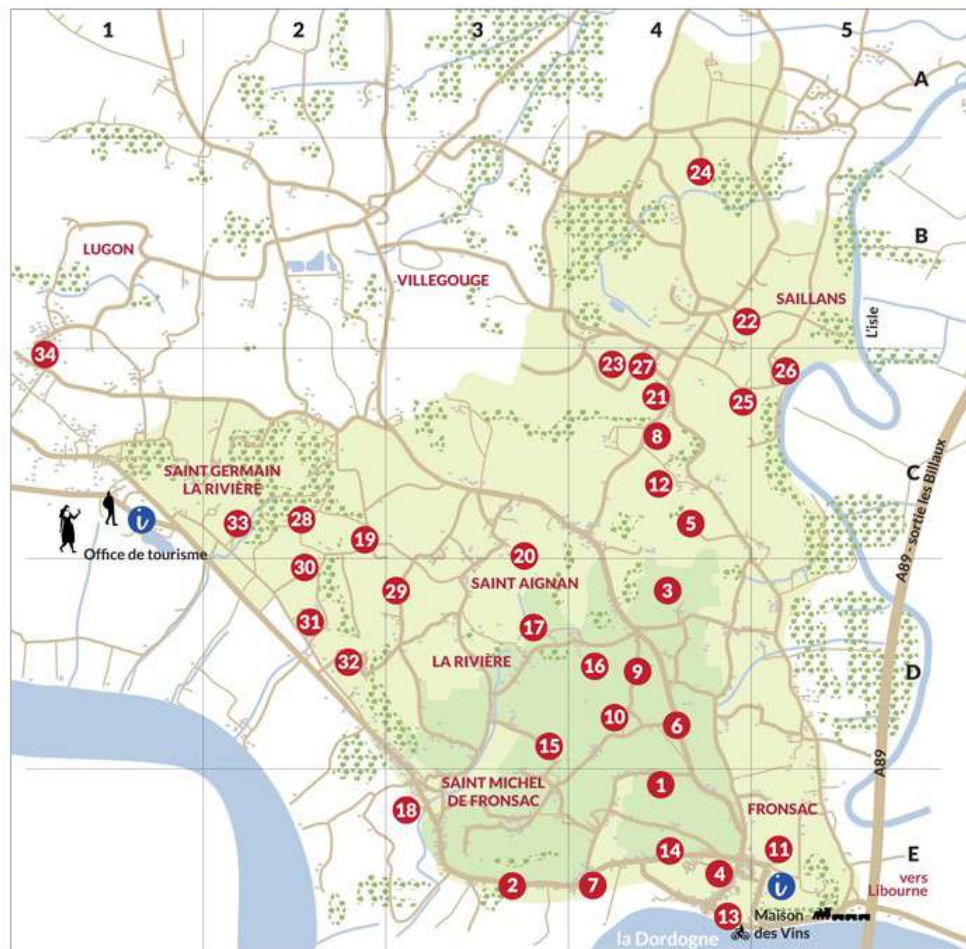 1 2 3 4 5
A
24
B
LUGON
VILLEGOUGE
SAILLANS
22
L'isle
34
23 27
26
21
25
8
SAINT GERMAIN
LA RIVIÈRE
C
12
A89 - sortie les Billaux
33
28
5
19
Office de tourisme
20
30
SAINT AIGNAN
29
3
31
17
32
LA RIVIÈRE
16
9
D
10
6
15
A89
SAINT MICHEL
DE FRONSAC
1
18
FRONSAC
14
11
E
4
vers
Libourne
2
7
i
i
13
Maison
des Vins
la Dordogne